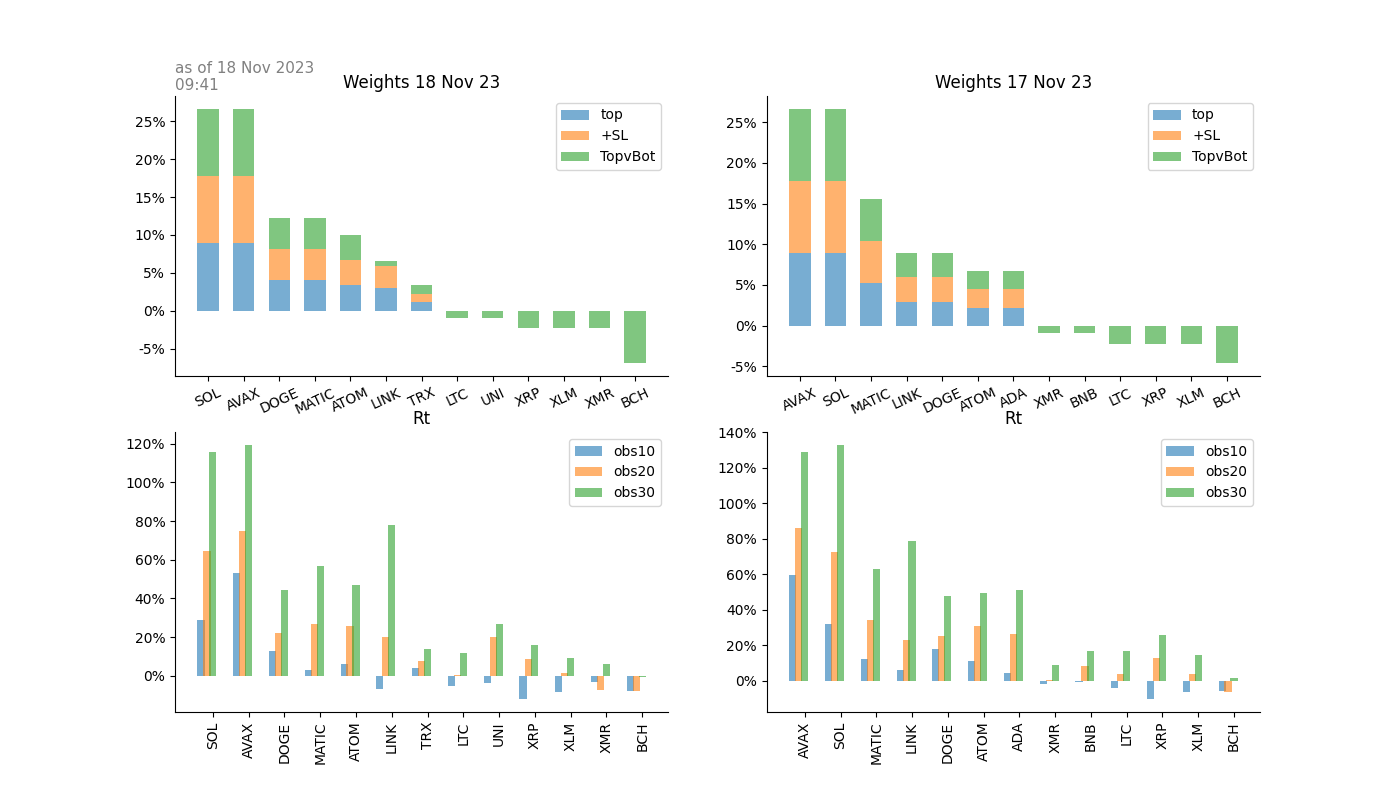 as of 18 Nov 2023
09:41
Weights 18 Nov 23
25%
20%
15%
10%
5%
0%
-5%
top
+SL
TopvBot
SOL AVAX DOGE MATIC ATOM LINK TRX LTC UNI XRP XLM XMR BCH
Weights 17 Nov 23
25%
20%
15%
10%
5%
0%
-5%
top
+SL
TopvBot
AVAX SOL MATIC LINK DOGE ATOM ADA XMR BNB LTC XRP XLM BCH
Rt
120%
100%
80%
60%
40%
20%
0%
obs10
obs20
obs30
SOL AVAX DOGE MATIC ATOM LINK TRX LTC UNI XRP XLM XMR BCH
Rt
140%
120%
100%
80%
60%
40%
20%
0%
obs10
obs20
obs30
AVAX SOL MATIC LINK DOGE ATOM ADA XMR BNB LTC XRP XLM BCH